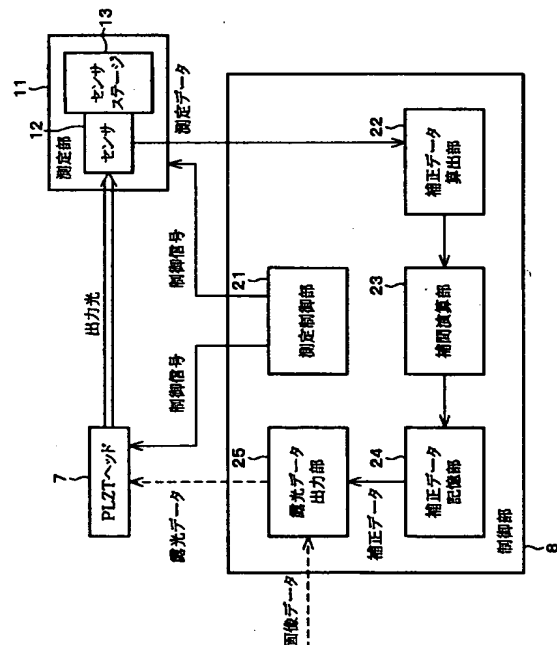 11
13
12
測定部
センサ
ステージ
センサ
測定データ
出力光
制御信号
制御信号
7
PLZTヘッド
露光データ
21
測定制御部
22
補正データ
算出部
23
補間演算部
24
補正データ
記憶部
25
露光データ
出力部
補正データ
画像データ
制御部
8